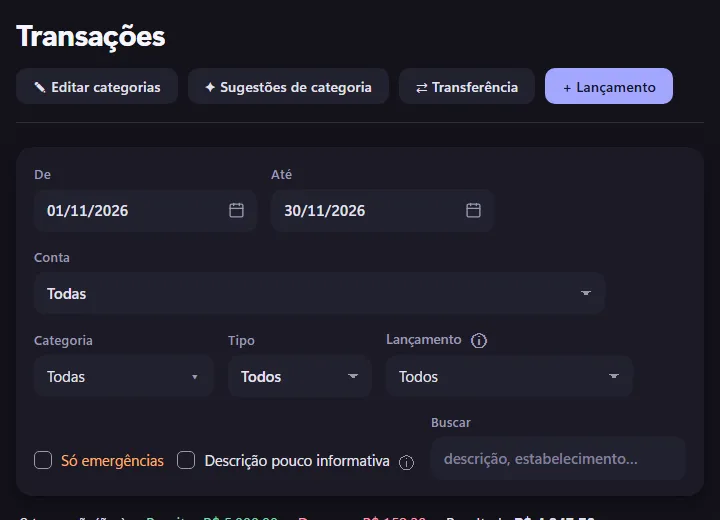 Transações
Editar categorias
Sugestões de categoria
Transferência
+ Lançamento
De
Até
01/11/2026
30/11/2026
Conta
Todas
Categoria
Tipo
Lançamento
Todas
Todos
Todos
Buscar
Só emergências
Descrição pouco informativa
descrição, estabelecimento...